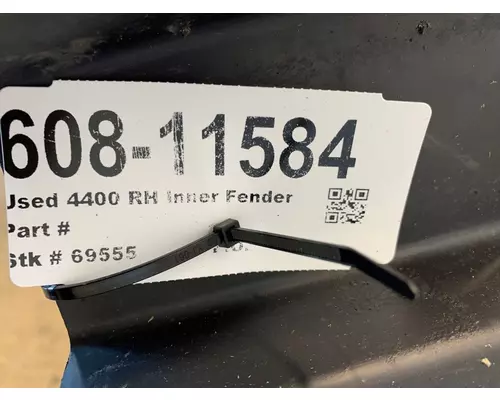 608-11584
Used 4400 RH Inner Fender
Part #
Stk # 69555